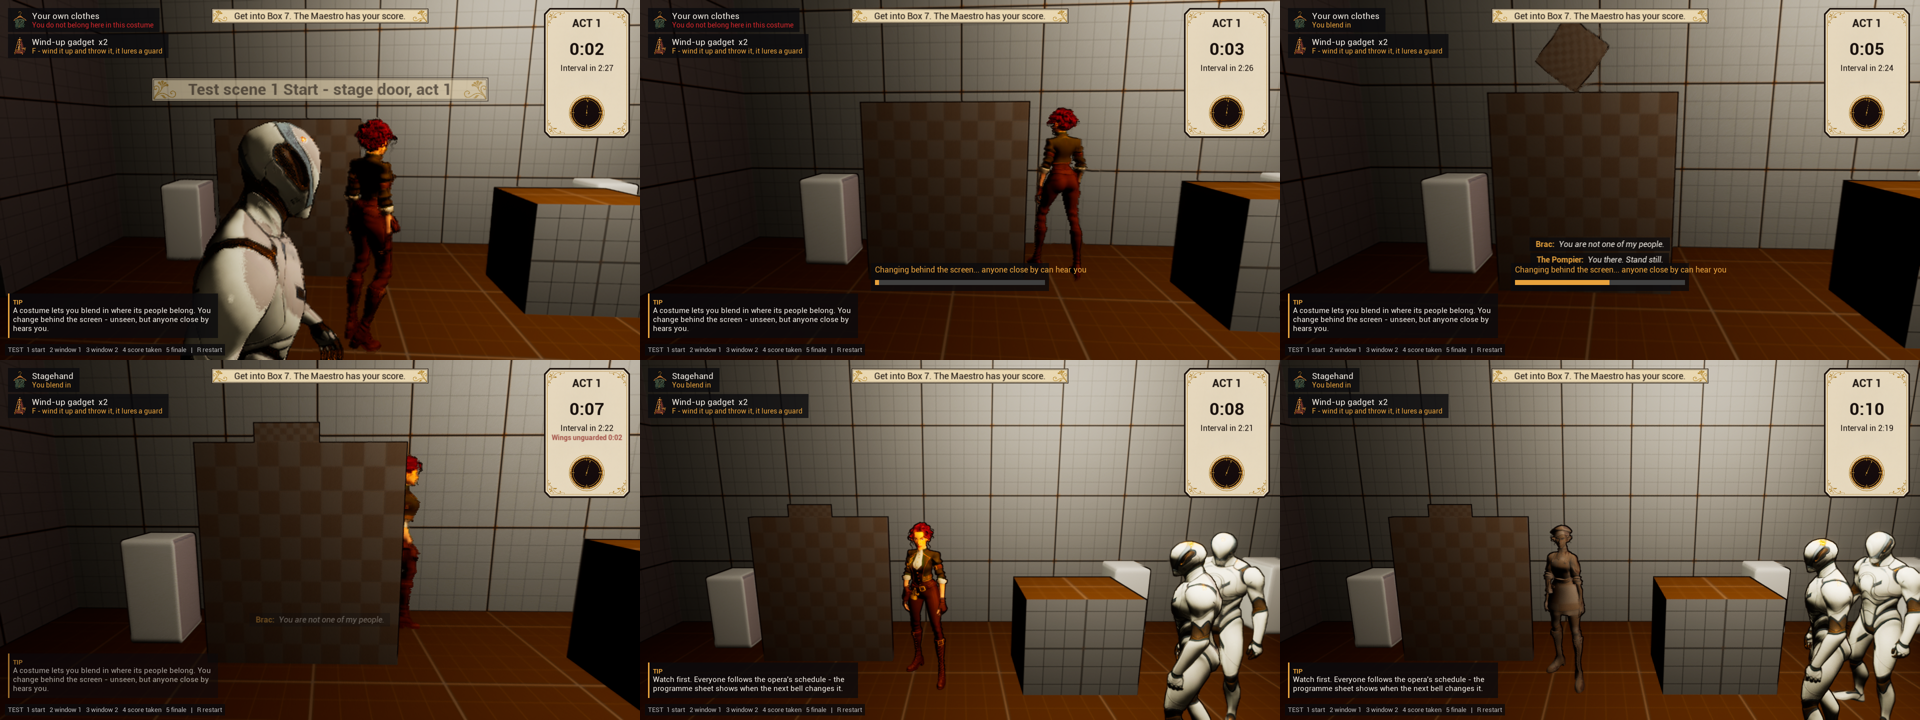 Your own clothes
You do not belong here in this costume
Wind-up gadget x2
F - wind it up and throw it, it lures a guard
Get into Box 7. The Maestro has your score.
ACT 1
0:02
Interval in 2:27
Test scene 1 Start - stage door, act 1
TIP
A costume lets you blend in where its people belong. You
change behind the screen - unseen, but anyone close by
hears you.
TEST 1 start 2 window 1 3 window 2 4 score taken 5 finale | R restart
Your own clothes
You do not belong here in this costume
Wind-up gadget x2
F - wind it up and throw it, it lures a guard
Get into Box 7. The Maestro has your score.
ACT 1
0:03
Interval in 2:26
Changing behind the screen... anyone close by can hear you
TIP
A costume lets you blend in where its people belong. You
change behind the screen - unseen, but anyone close by
hears you.
TEST 1 start 2 window 1 3 window 2 4 score taken 5 finale | R restart
Your own clothes
You blend in
Wind-up gadget x2
F - wind it up and throw it, it lures a guard
Get into Box 7. The Maestro has your score.
ACT 1
0:05
Interval in 2:24
Brac: You are not one of my people.
The Pompier: You there. Stand still.
Changing behind the screen... anyone close by can hear you
TIP
A costume lets you blend in where its people belong. You
change behind the screen - unseen, but anyone close by
hears you.
TEST 1 start 2 window 1 3 window 2 4 score taken 5 finale | R restart
Stagehand
You blend in
Wind-up gadget x2
F - wind it up and throw it, it lures a guard
Get into Box 7. The Maestro has your score.
ACT 1
0:07
Interval in 2:22
Wings unguarded 0:02
Brac: You are not one of my people.
TIP
A costume lets you blend in where its people belong. You
change behind the screen - unseen, but anyone close by
hears you.
TEST 1 start 2 window 1 3 window 2 4 score taken 5 finale | R restart
Stagehand
You blend in
Wind-up gadget x2
F - wind it up and throw it, it lures a guard
Get into Box 7. The Maestro has your score.
ACT 1
0:08
Interval in 2:21
TIP
Watch first. Everyone follows the opera's schedule - the
programme sheet shows when the next bell changes it.
TEST 1 start 2 window 1 3 window 2 4 score taken 5 finale | R restart
Stagehand
You blend in
Wind-up gadget x2
F - wind it up and throw it, it lures a guard
Get into Box 7. The Maestro has your score.
ACT 1
0:10
Interval in 2:19
TIP
Watch first. Everyone follows the opera's schedule - the
programme sheet shows when the next bell changes it.
TEST 1 start 2 window 1 3 window 2 4 score taken 5 finale | R restart